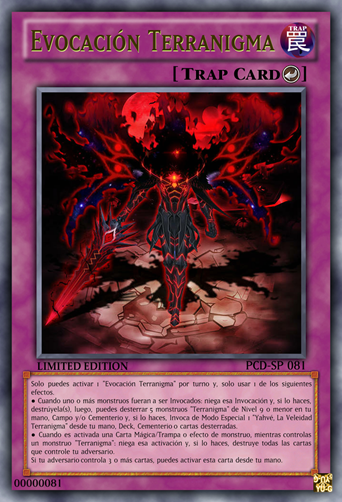 Evocación Terranigma
TRAP
罠
[Trap Card]
LIMITED EDITION
PCD-SP 081
Solo puedes activar 1 "Evocación Terranigma" por turno y, solo usar 1 de los siguientes
efectos.
● Cuando uno o más monstruos fueran a ser Invocados: niega esa Invocación y, si lo haces,
destrúyela(s), luego, puedes desterrar 5 monstruos "Terranigma" de Nivel 9 o menor en tu
mano, Campo y/o Cementerio y, si lo haces, Invoca de Modo Especial 1 "Yahvé, La Veleidad
Terranigma" desde tu mano, Deck, Cementerio o cartas desterradas.
● Cuando es activada una Carta Mágica/Trampa o efecto de monstruo, mientras controlas
un monstruo "Terranigma": niega esa activación y, si lo haces, destruye todas las cartas
que controle tu adversario.
Si tu adversario controla 3 o más cartas, puedes activar esta carta desde tu mano.
00000081